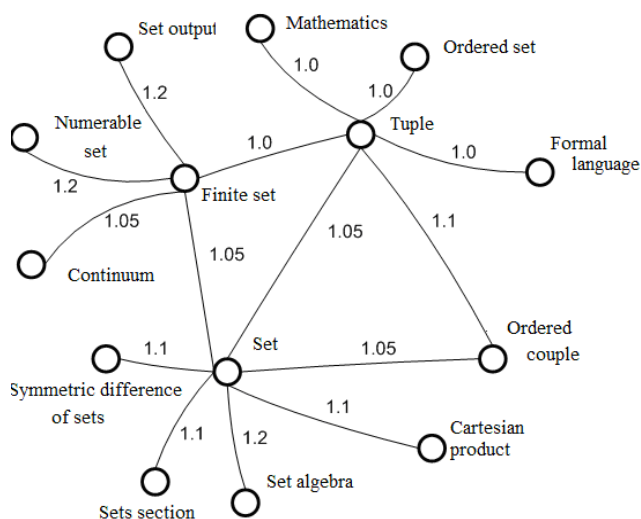 Mathematics
Set output
Ordered set
1.0
1.0
1.2
Numerable
set
1.0
Tuple
Formal
language
1.0
1.2
Finite set
1.05
1.1
1.05
1.05
Continuum
Set
Ordered
couple
1.1
1.05
Symmetric difference
of sets
1.1
1.1
Cartesian
product
1.2
Set algebra
Sets section